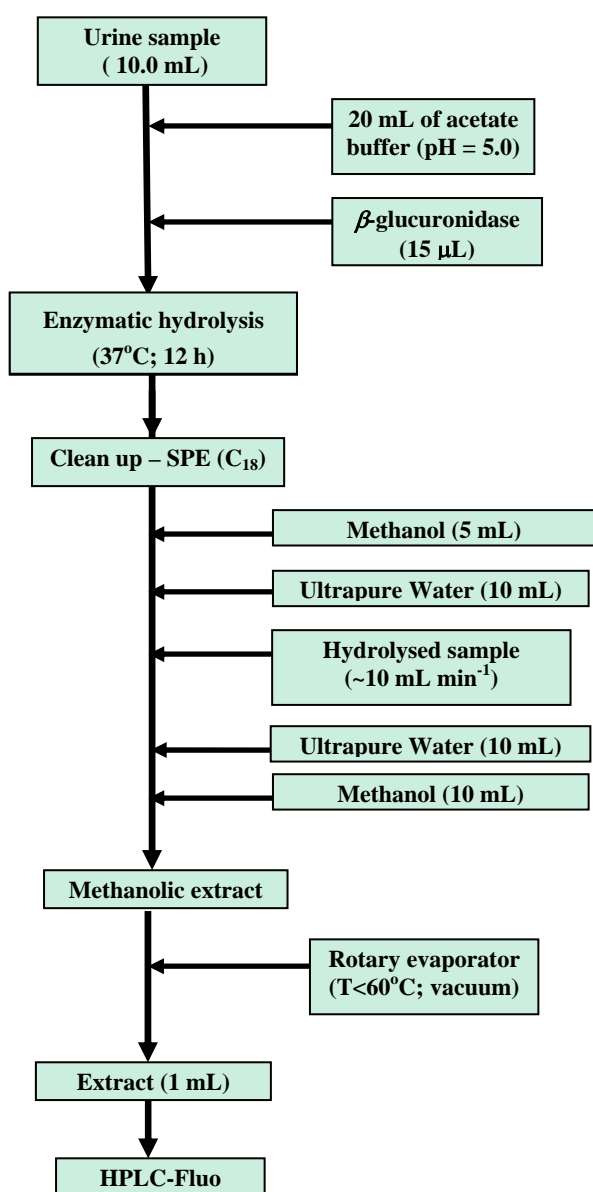 Urine sample
( 10.0 mL)
20 mL of acetate
buffer (pH = 5.0)
β-glucuronidase
(15 μL)
Enzymatic hydrolysis
(37°C; 12 h)
Clean up – SPE (C₁₈)
Methanol (5 mL)
Ultrapure Water (10 mL)
Hydrolysed sample
(~10 mL min⁻¹)
Ultrapure Water (10 mL)
Methanol (10 mL)
Methanolic extract
Rotary evaporator
(T<60°C; vacuum)
Extract (1 mL)
HPLC-Fluo